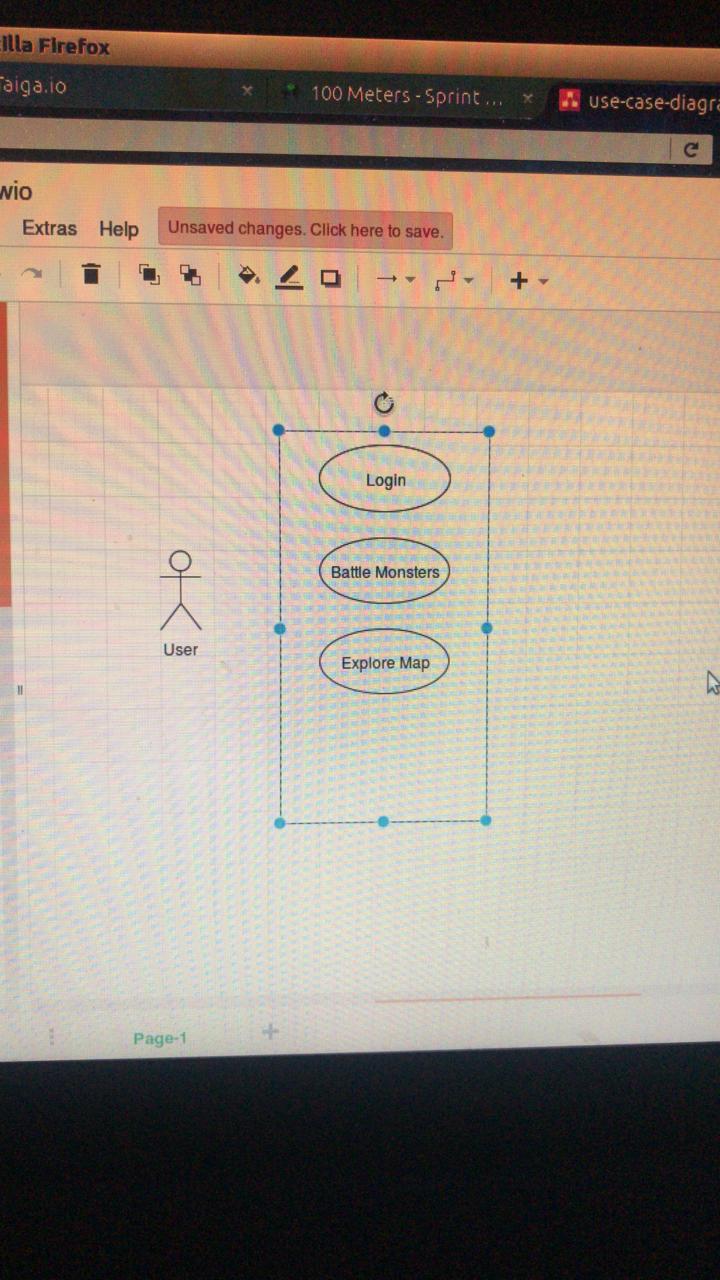 illa Firefox
Taiga.io
100 Meters - Sprint ...
use-case-diagra
wio
Extras Help Unsaved changes. Click here to save.
Login
Battle Monsters
Explore Map
User
Page-1